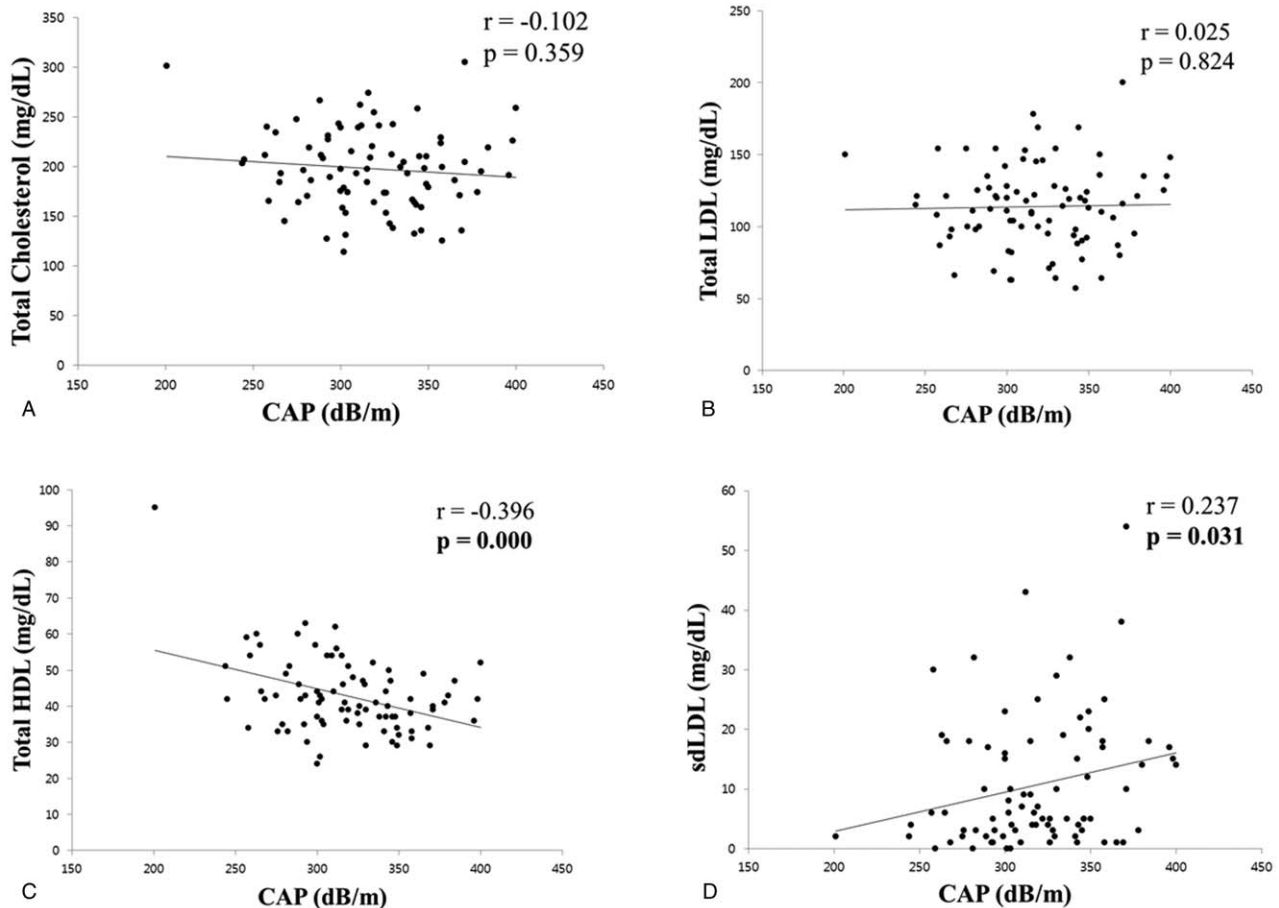 r = -0.102
p = 0.359
Total Cholesterol (mg/dL)
350
300
250
200
150
100
50
0
150 200 250 300 350 400 450
CAP (dB/m)
A
r = 0.025
p = 0.824
Total LDL (mg/dL)
250
200
150
100
50
0
150 200 250 300 350 400 450
CAP (dB/m)
B
r = -0.396
p = 0.000
Total HDL (mg/dL)
100
90
80
70
60
50
40
30
20
10
0
150 200 250 300 350 400 450
CAP (dB/m)
C
r = 0.237
p = 0.031
sdLDL (mg/dL)
60
50
40
30
20
10
0
150 200 250 300 350 400 450
CAP (dB/m)
D